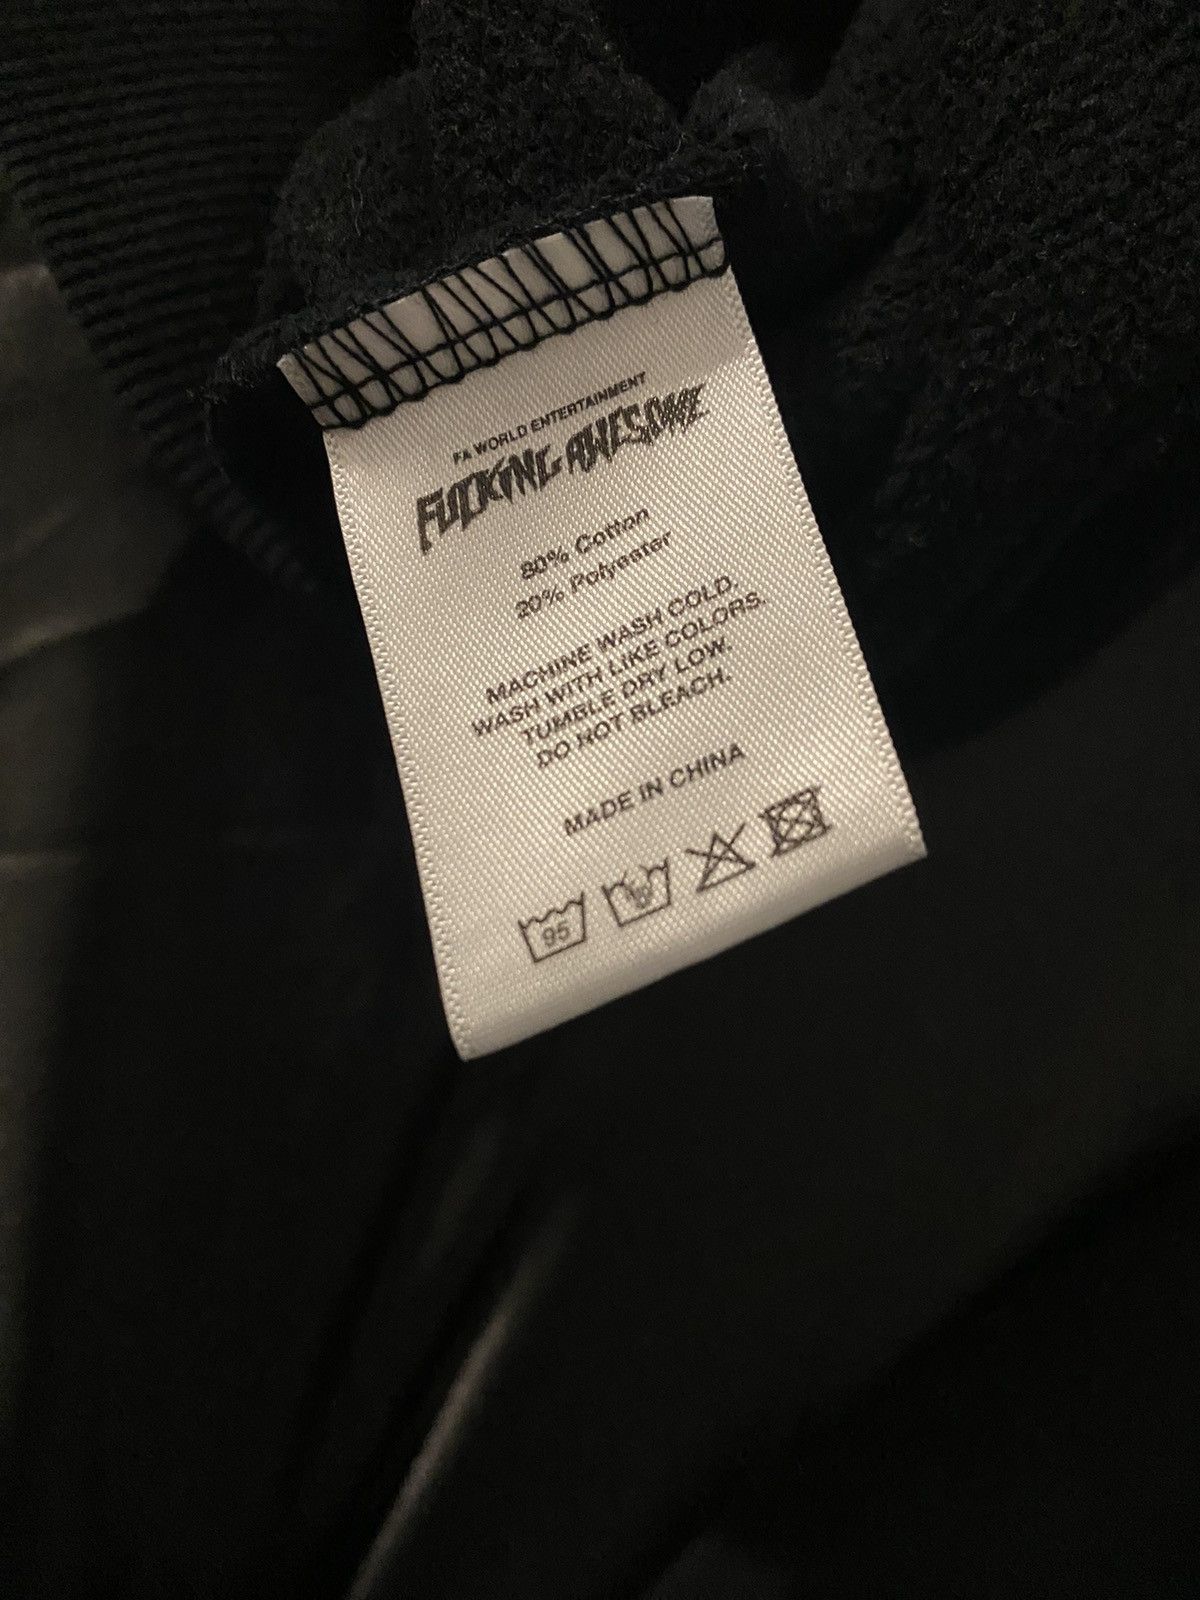 FA WORLD ENTERTAINMENT
FUCKING AWESOME
80% Cotton
20% Polyester
MACHINE WASH COLD.
WASH WITH LIKE COLORS.
TUMBLE DRY LOW.
DO NOT BLEACH.
MADE IN CHINA
95